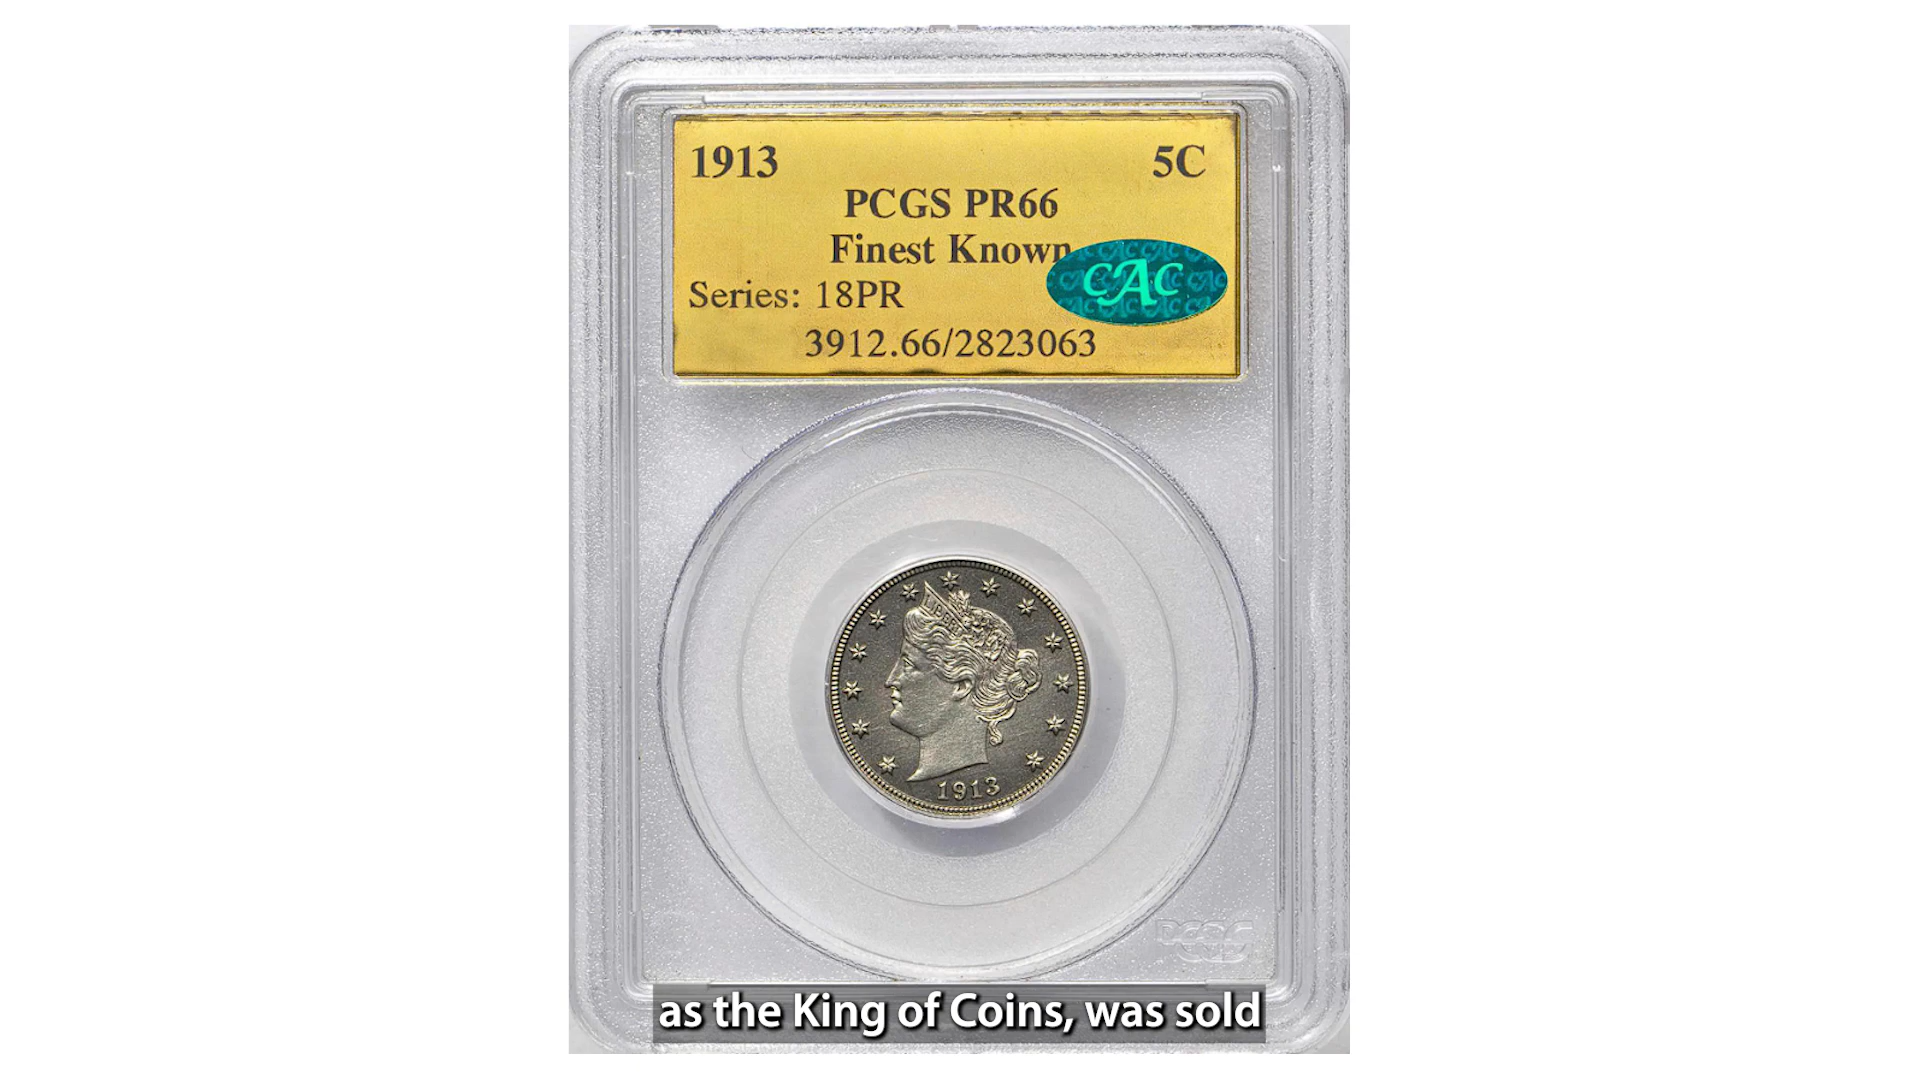 1913 5C
PCGS PR66
Finest Known
CAC
Series: 18PR
3912.66/2823063
1913
PCGS
as the King of Coins, was sold